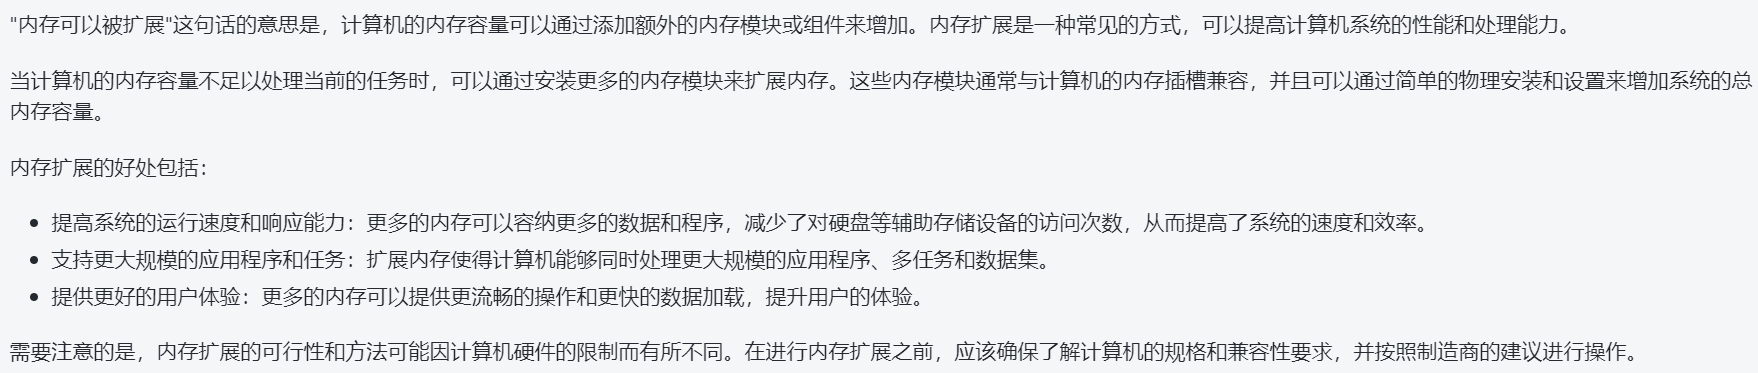 "内存可以被扩展"这句话的意思是，计算机的内存容量可以通过添加额外的内存模块或组件来增加。内存扩展是一种常见的方式，可以提高计算机系统的性能和处理能力。
当计算机的内存容量不足以处理当前的任务时，可以通过安装更多的内存模块来扩展内存。这些内存模块通常与计算机的内存插槽兼容，并且可以通过简单的物理安装和设置来增加系统的总
内存容量。
内存扩展的好处包括：
• 提高系统的运行速度和响应能力：更多的内存可以容纳更多的数据和程序，减少了对硬盘等辅助存储设备的访问次数，从而提高了系统的速度和效率。
• 支持更大规模的应用程序和任务：扩展内存使得计算机能够同时处理更大规模的应用程序、多任务和数据集。
• 提供更好的用户体验：更多的内存可以提供更流畅的操作和更快的数据加载，提升用户的体验。
需要注意的是，内存扩展的可行性和方法可能因计算机硬件的限制而有所不同。在进行内存扩展之前，应该确保了解计算机的规格和兼容性要求，并按照制造商的建议进行操作。